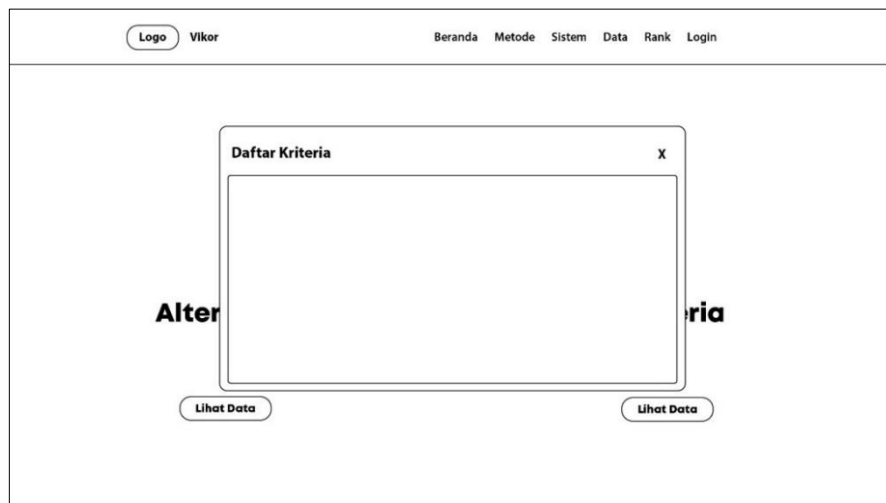 Logo Vikor Beranda Metode Sistem Data Rank Login
Daftar Kriteria X
Alter ria
Lihat Data Lihat Data